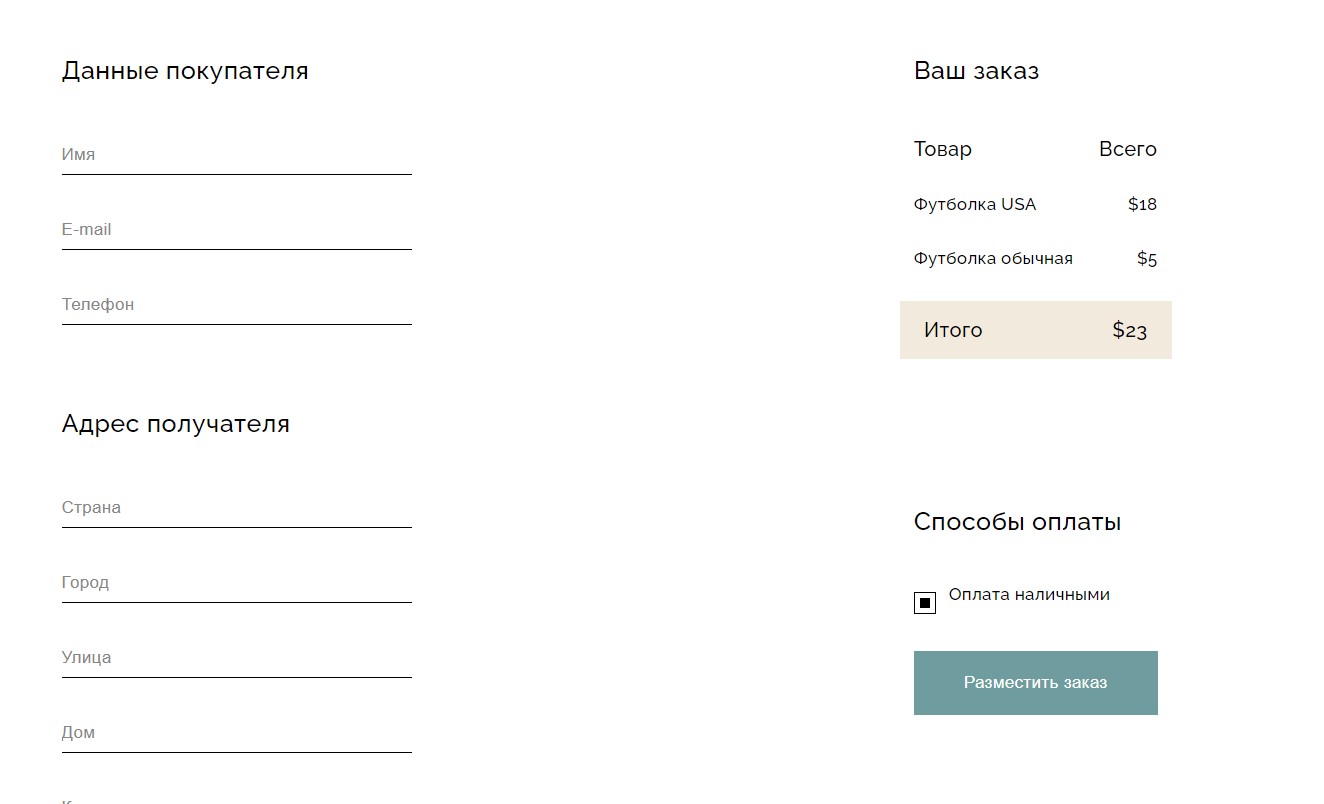 Данные покупателя
Имя
E-mail
Телефон
Адрес получателя
Страна
Город
Улица
Дом
Ваш заказ
Товар Всего
Футболка USA $18
Футболка обычная $5
Итого $23
Способы оплаты
Оплата наличными
Разместить заказ